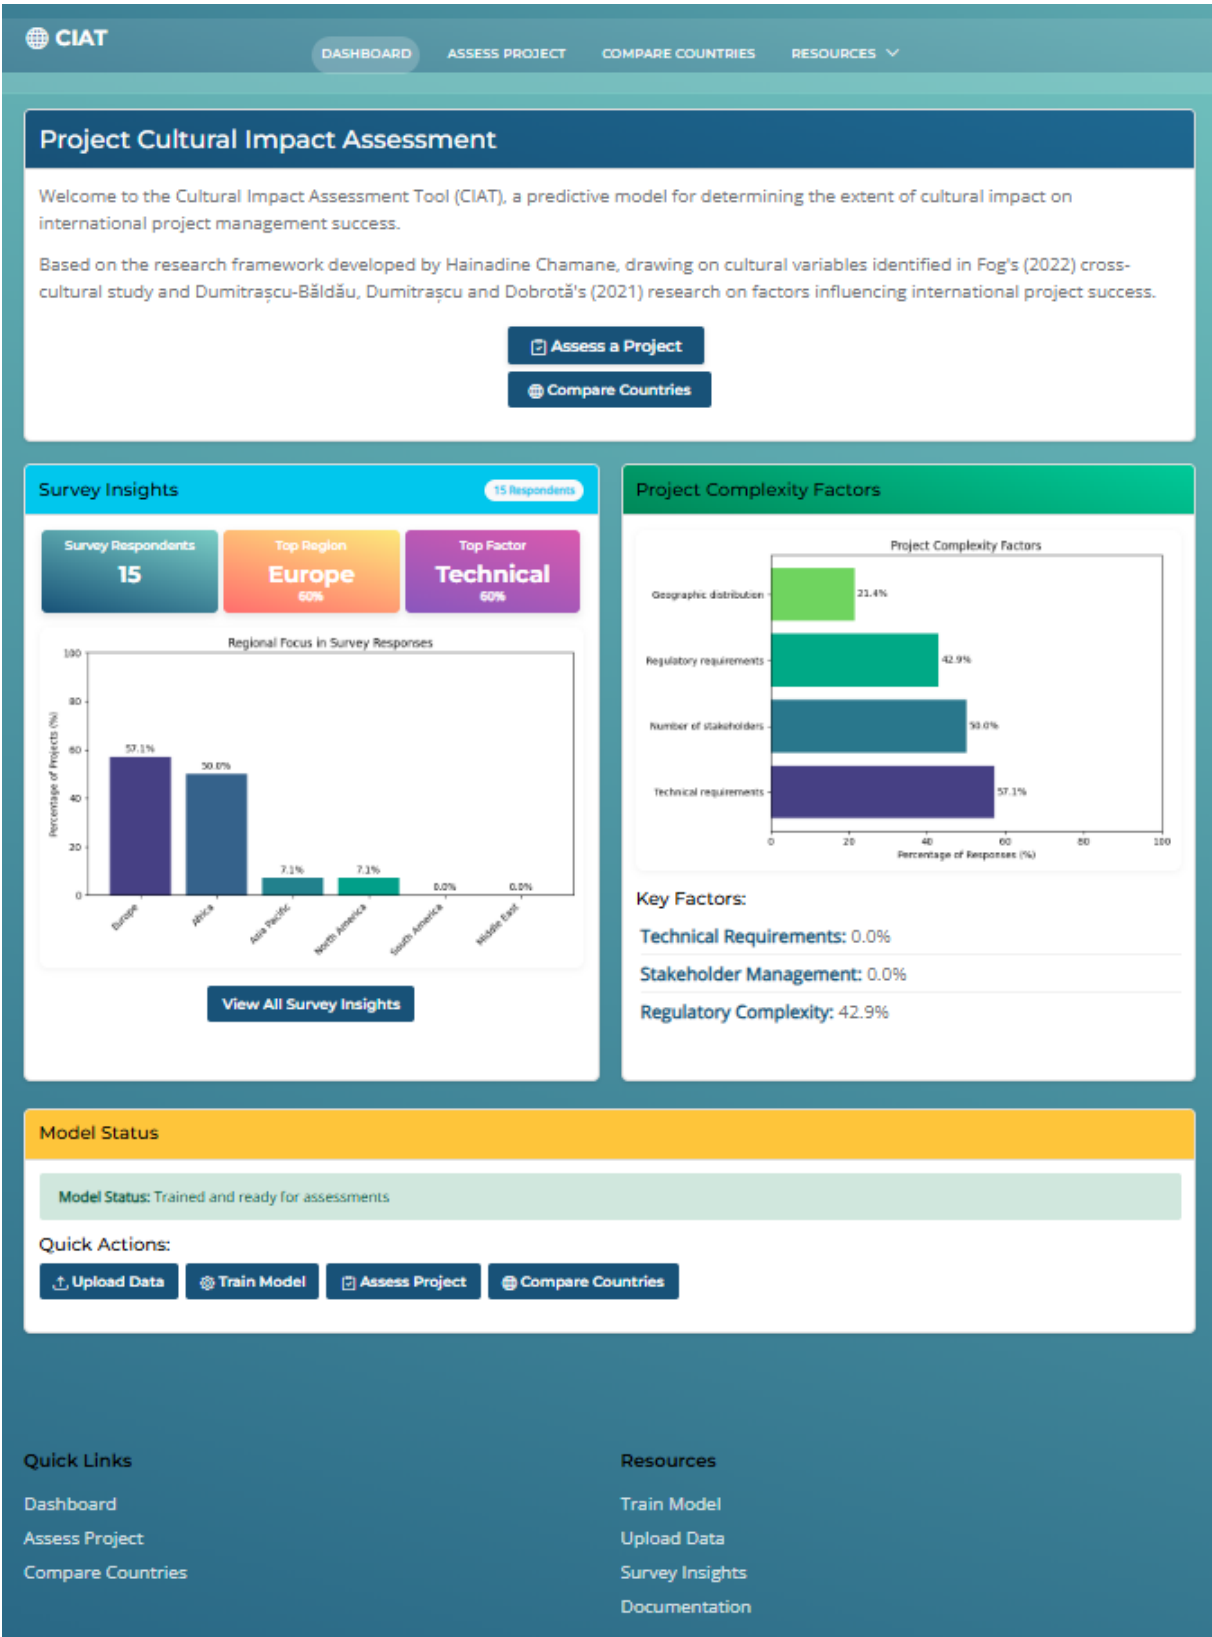 CIAT
DASHBOARD ASSESS PROJECT COMPARE COUNTRIES RESOURCES
Project Cultural Impact Assessment
Welcome to the Cultural Impact Assessment Tool (CIAT), a predictive model for determining the extent of cultural impact on
international project management success.
Based on the research framework developed by Hainadine Chamane, drawing on cultural variables identified in Fog's (2022) cross-
cultural study and Dumitrașcu-Băldău, Dumitrașcu and Dobrotă's (2021) research on factors influencing international project success.
Assess a Project
Compare Countries
Survey Insights
15 Respondents
Survey Respondents
15
Top Region
Europe
60%
Top Factor
Technical
60%
Regional Focus in Survey Responses
Percentage of Projects (%)
100
80
60
40
20
0
57.1%
50.0%
7.1%
7.1%
0.0%
0.0%
Europe
Africa
Asia Pacific
North America
South America
Middle East
View All Survey Insights
Project Complexity Factors
Project Complexity Factors
Geographic distribution
21.4%
Regulatory requirements
42.9%
Number of stakeholders
50.0%
Technical requirements
57.1%
0 20 40 60 80 100
Percentage of Responses (%)
Key Factors:
Technical Requirements: 0.0%
Stakeholder Management: 0.0%
Regulatory Complexity: 42.9%
Model Status
Model Status: Trained and ready for assessments
Quick Actions:
Upload Data
Train Model
Assess Project
Compare Countries
Quick Links
Dashboard
Assess Project
Compare Countries
Resources
Train Model
Upload Data
Survey Insights
Documentation